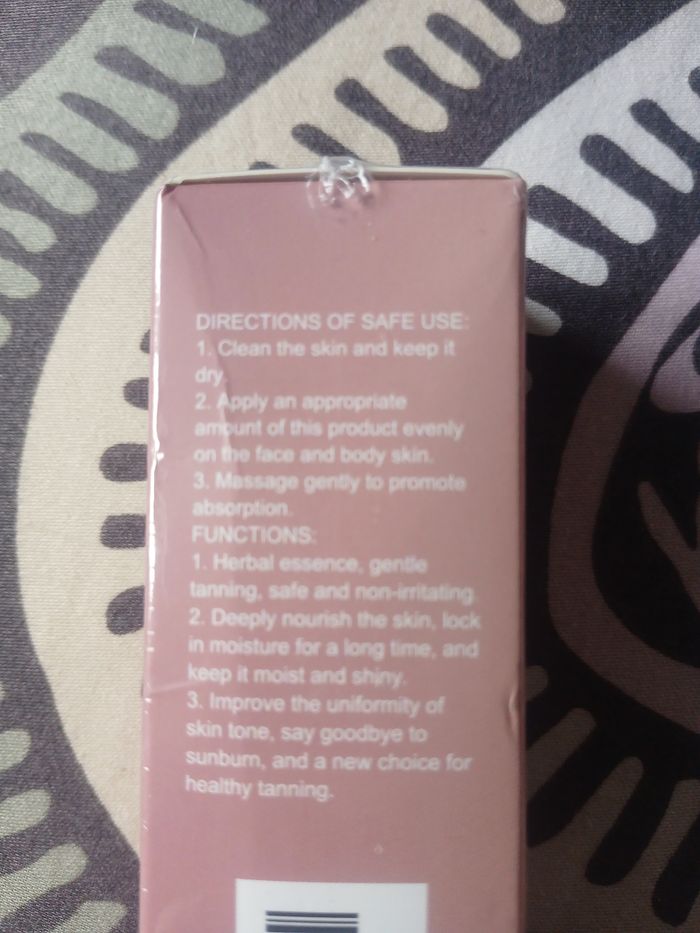 DIRECTIONS OF SAFE USE:
1. Clean the skin and keep it
dry.
2. Apply an appropriate
amount of this product evenly
on the face and body skin.
3. Massage gently to promote
absorption.
FUNCTIONS:
1. Herbal essence, gentle
tanning, safe and non-irritating.
2. Deeply nourish the skin, lock
in moisture for a long time, and
keep it moist and shiny.
3. Improve the uniformity of
skin tone, say goodbye to
sunburn, and a new choice for
healthy tanning.